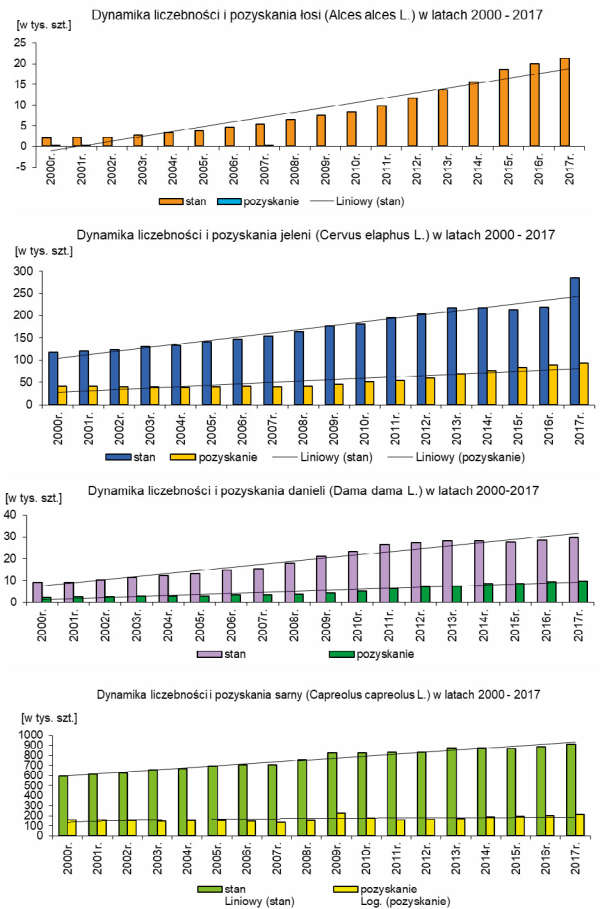 Dynamika liczebności i pozyskania łosi (Alces alces L.) w latach 2000 - 2017
[w tys. szt.]
25
20
15
10
5
0
-5
2000r. 2001r. 2002r. 2003r. 2004r. 2005r. 2006r. 2007r. 2008r. 2009r. 2010r. 2011r. 2012r. 2013r. 2014r. 2015r. 2016r. 2017r.
stan pozyskanie Liniowy (stan)
Dynamika liczebności i pozyskania jeleni (Cervus elaphus L.) w latach 2000 - 2017
[w tys. szt.]
300
250
200
150
100
50
0
2000r. 2001r. 2002r. 2003r. 2004r. 2005r. 2006r. 2007r. 2008r. 2009r. 2010r. 2011r. 2012r. 2013r. 2014r. 2015r. 2016r. 2017r.
stan pozyskanie Liniowy (stan) Liniowy (pozyskanie)
Dynamika liczebności i pozyskania danieli (Dama dama L.) w latach 2000-2017
[w tys. szt.]
40
30
20
10
0
2000r. 2001r. 2002r. 2003r. 2004r. 2005r. 2006r. 2007r. 2008r. 2009r. 2010r. 2011r. 2012r. 2013r. 2014r. 2015r. 2016r. 2017r.
stan pozyskanie
Dynamika liczebności i pozyskania sarny (Capreolus capreolus L.) w latach 2000 - 2017
[w tys. szt.]
1000
900
800
700
600
500
400
300
200
100
0
2000r. 2001r. 2002r. 2003r. 2004r. 2005r. 2006r. 2007r. 2008r. 2009r. 2010r. 2011r. 2012r. 2013r. 2014r. 2015r. 2016r. 2017r.
stan pozyskanie
Liniowy (stan) Log. (pozyskanie)